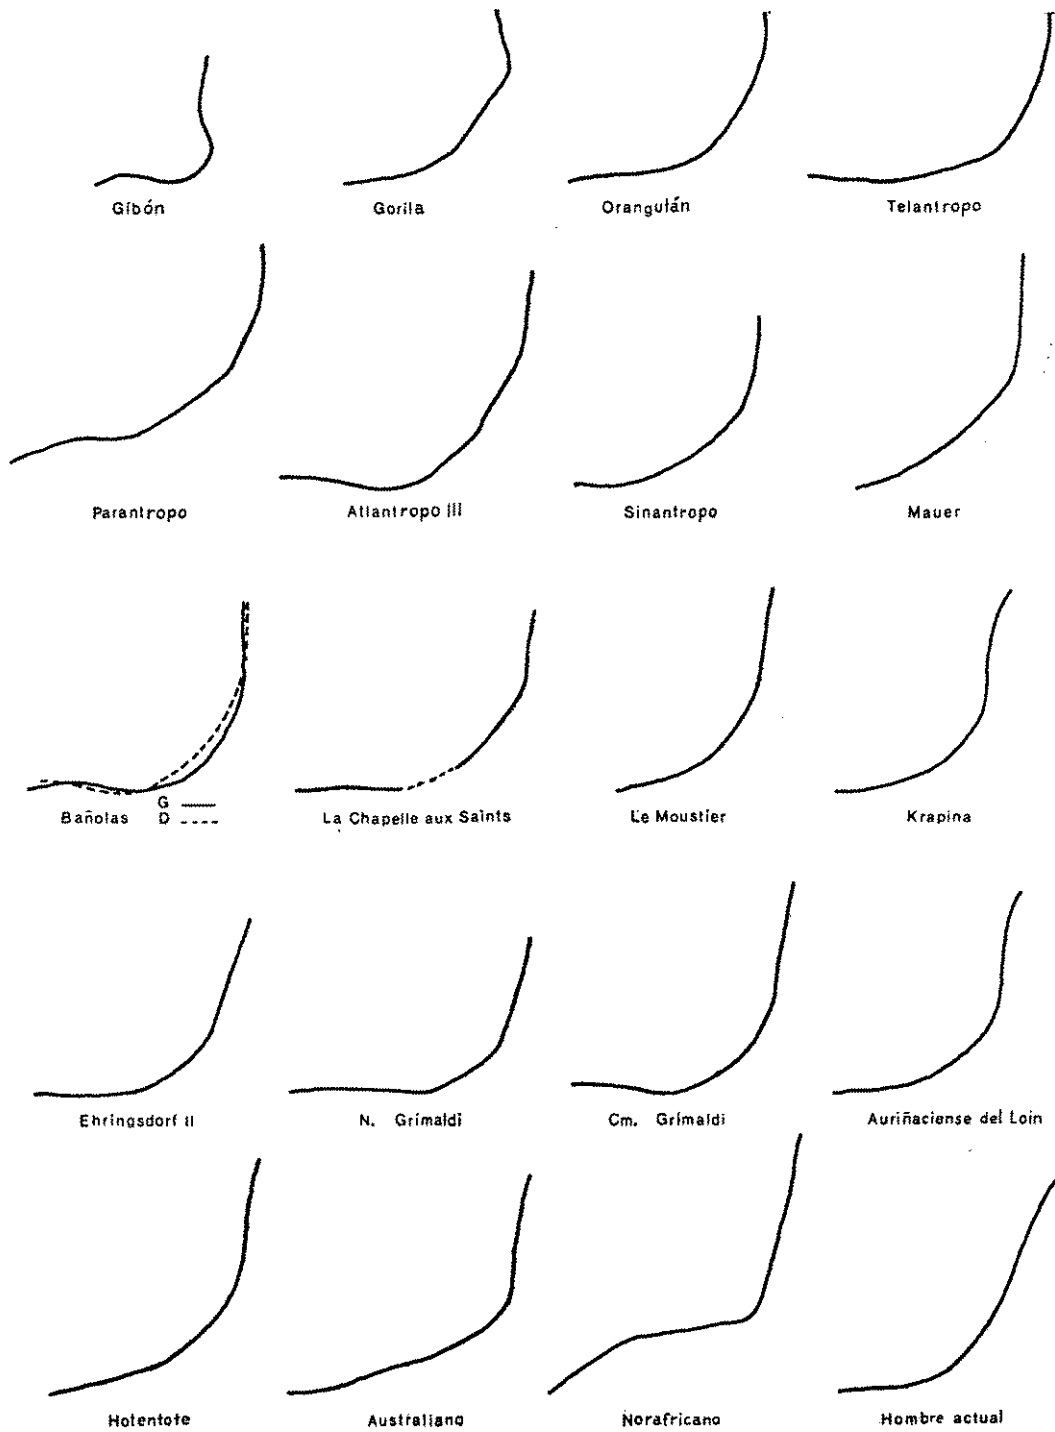 Gibón
Gorila
Orangután
Telantropo
Parantropo
Atlantropo III
Sinantropo
Mauer
Bañolas G
D
La Chapelle aux Saints
Le Moustier
Krapina
Ehringsdorf II
N. Grimaldi
Cm. Grimaldi
Auriñaciense del Loin
Hotentote
Australiano
Norafricano
Hombre actual